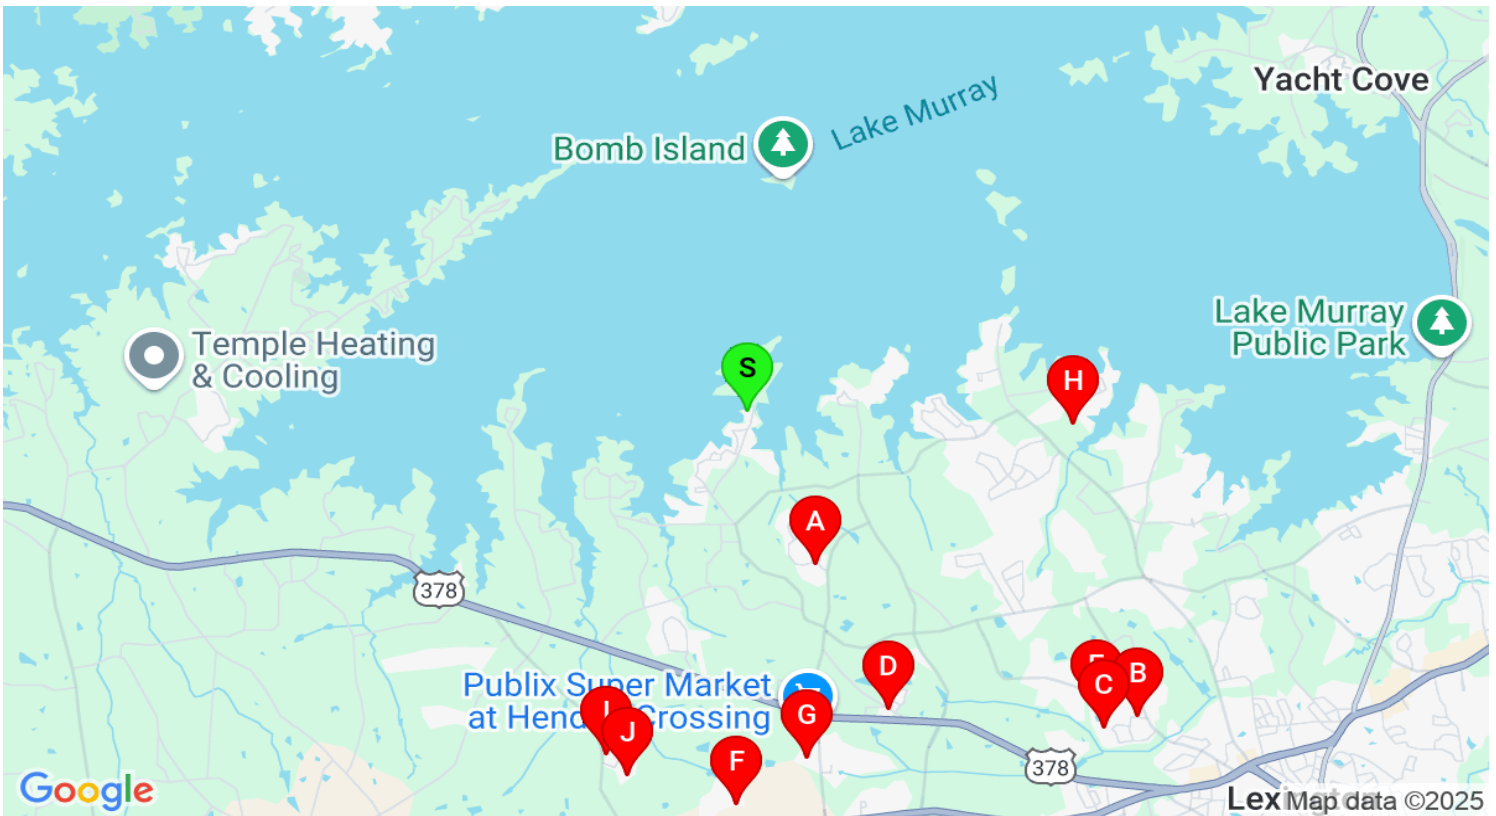 Yacht Cove
Lake Murray
Bomb Island
Lake Murray
Public Park
Temple Heating
& Cooling
S
H
A
378
D
B
C
Publix Super Market
G
J
F
378
Google
Map data ©2025